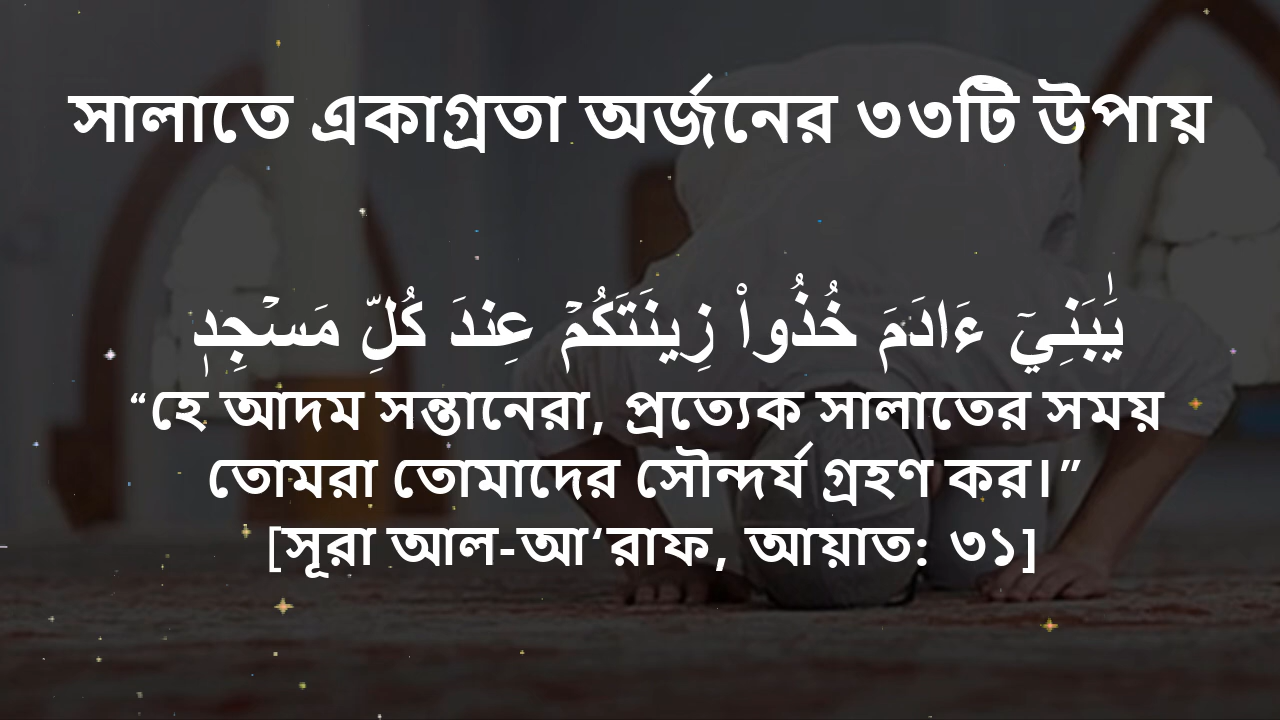 সালাতে একাগ্রতা অর্জনের ৩৩টি উপায়
يَٰبَنِيٓ ءَادَمَ خُذُواْ زِينَتَكُمۡ عِندَ كُلِّ مَسۡجِدٖ
“হে আদম সন্তানেরা, প্রত্যেক সালাতের সময়
তোমরা তোমাদের সৌন্দর্য গ্রহণ কর।”
[সূরা আল-আ‘রাফ, আয়াত: ৩১]